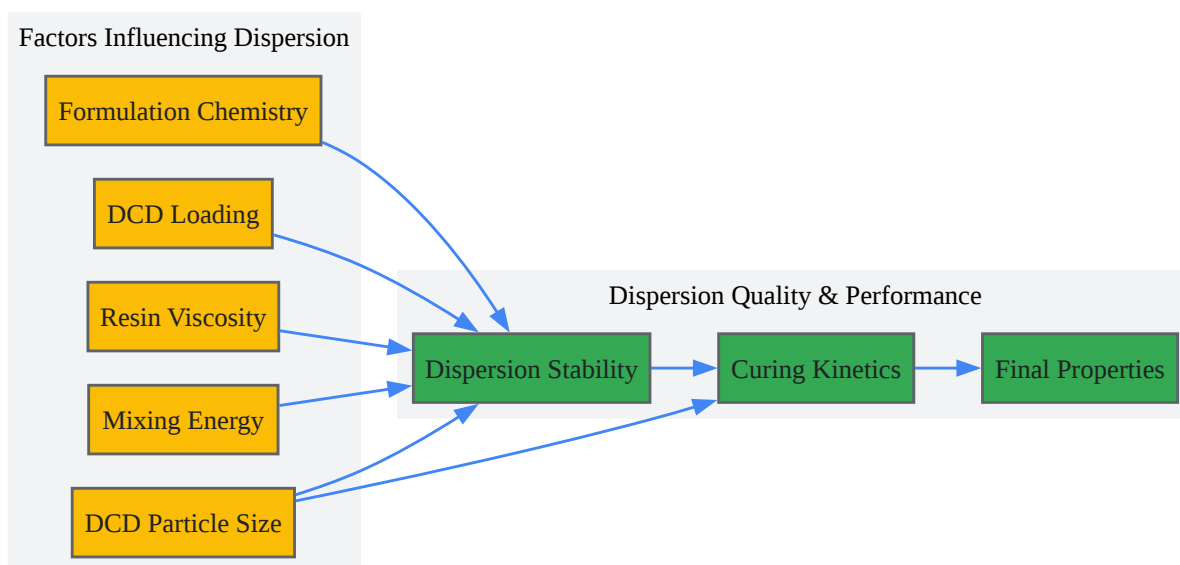 Factors Influencing Dispersion
Formulation Chemistry
DCD Loading
Resin Viscosity
Mixing Energy
DCD Particle Size
Dispersion Quality & Performance
Dispersion Stability
Curing Kinetics
Final Properties